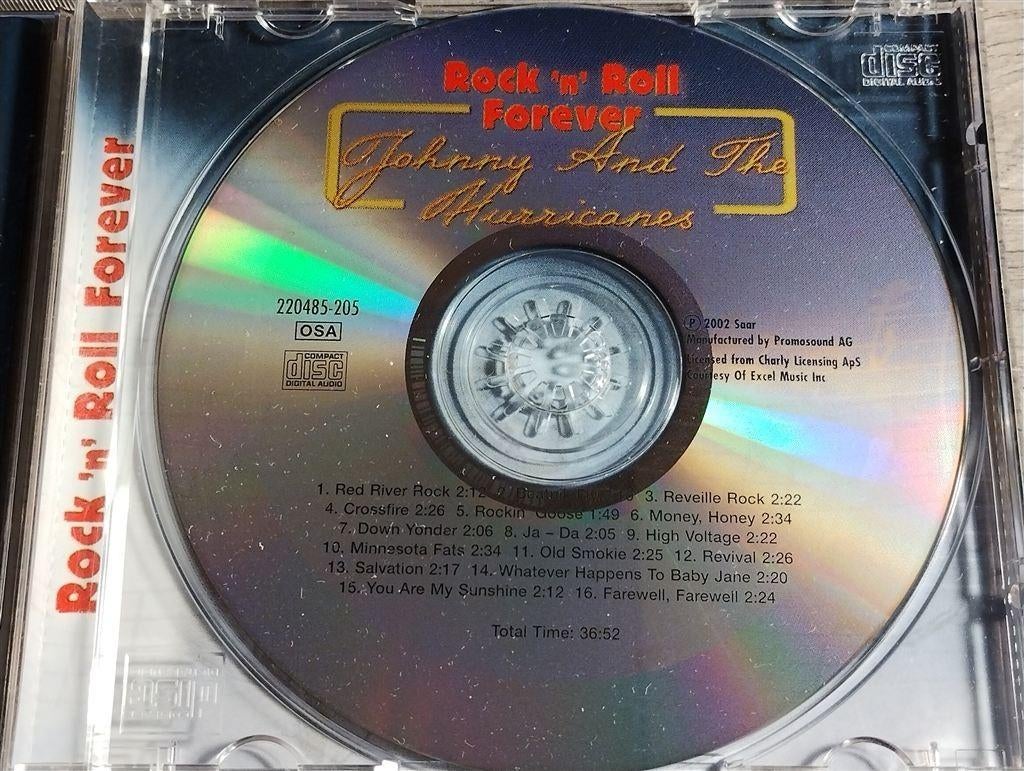 Rock 'n' Roll Forever
Rock 'n' Roll
Forever
Johnny And The
Hurricanes
COMPACT
disc
DIGITAL AUDIO
220485-205
OSA
COMPACT
disc
DIGITAL AUDIO
Ⓟ 2002 Saar
Manufactured by Promosound AG
Licensed from Charly Licensing ApS
Courtesy Of Excel Music Inc
1. Red River Rock 2:12 3. Reveille Rock 2:22
4. Crossfire 2:26 5. Rockin' Goose 1:49 6. Money, Honey 2:34
7. Down Yonder 2:06 8. Ja – Da 2:05 9. High Voltage 2:22
10. Minnesota Fats 2:34 11. Old Smokie 2:25 12. Revival 2:26
13. Salvation 2:17 14. Whatever Happens To Baby Jane 2:20
15. You Are My Sunshine 2:12 16. Farewell, Farewell 2:24
Total Time: 36:52